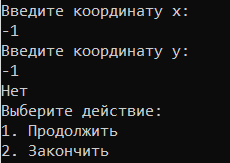 Введите координату x:
-1
Введите координату y:
-1
Нет
Выберите действие:
1. Продолжить
2. Закончить